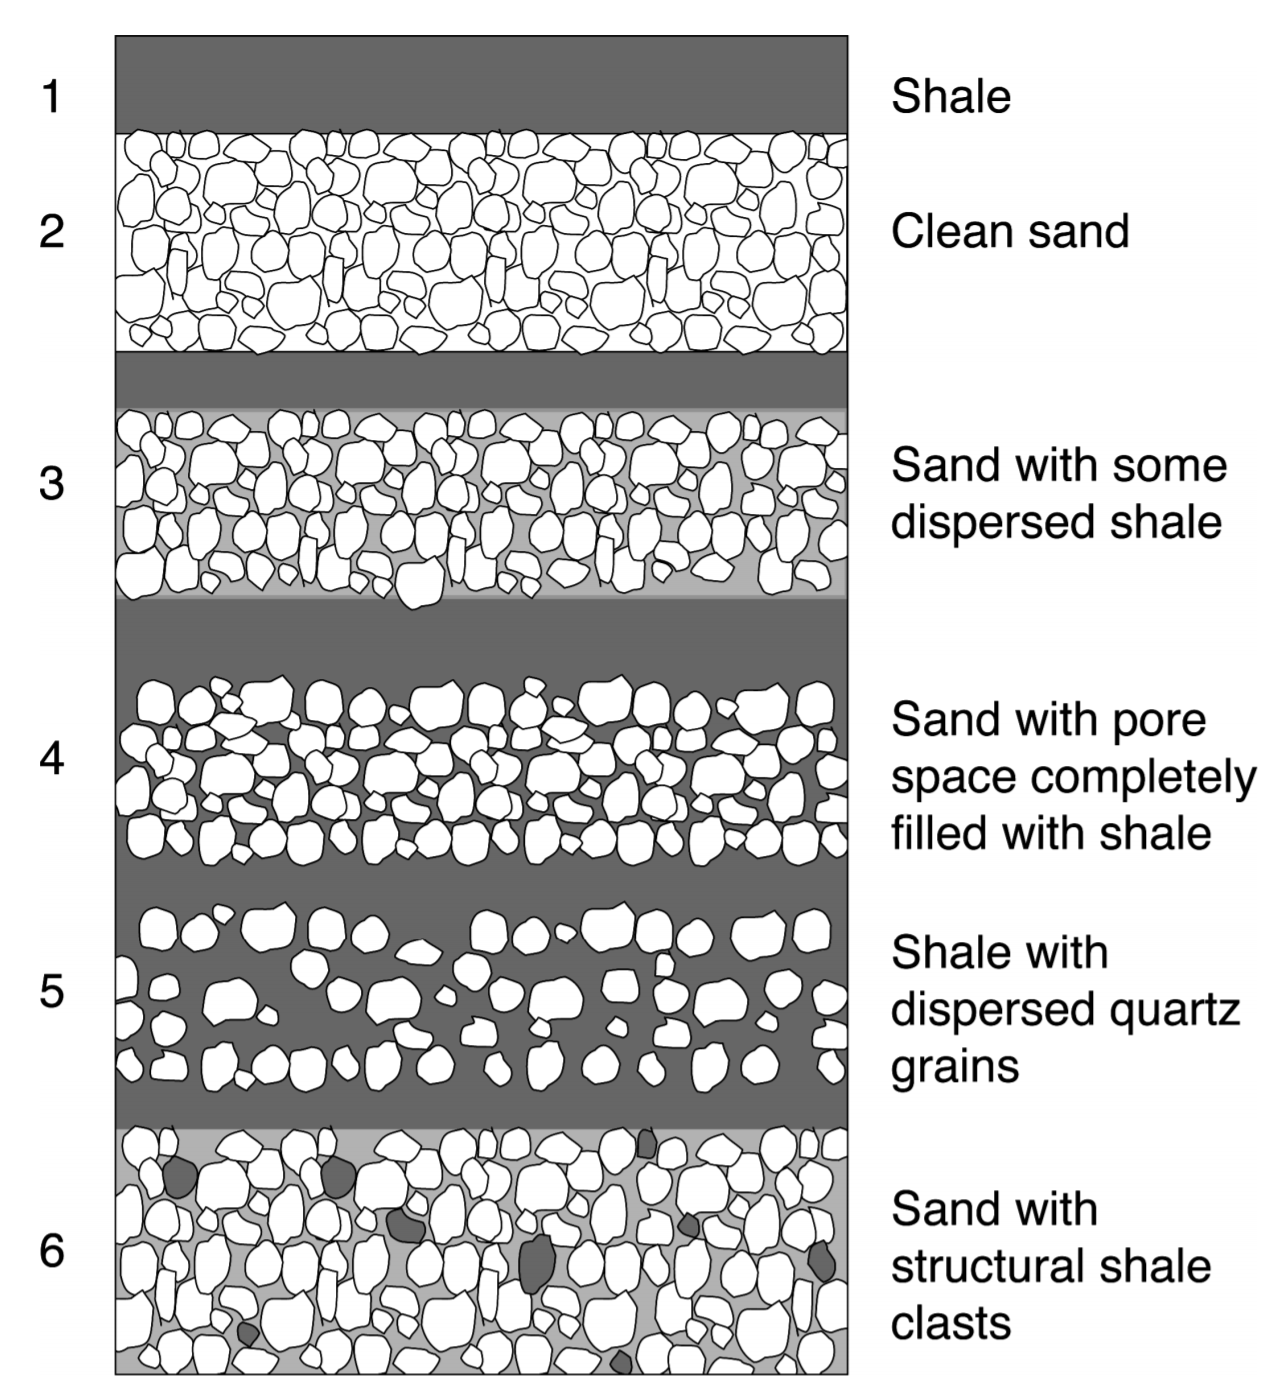 1
Shale
2
Clean sand
3
Sand with some
dispersed shale
4
Sand with pore
space completely
filled with shale
5
Shale with
dispersed quartz
grains
6
Sand with
structural shale
clasts